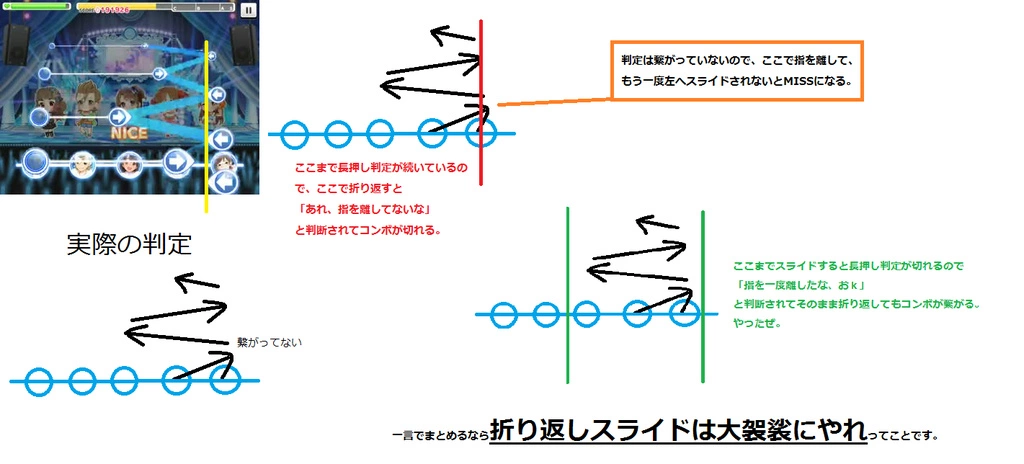 SCORE 191926
C B A S
NICE
判定は繋がっていないので、ここで指を離して、
もう一度左へスライドされないとMISSになる。
ここまで長押し判定が続いているの
で、ここで折り返すと
「あれ、指を離してないな」
と判断されてコンボが切れる。
実際の判定
繋がってない
ここまでスライドすると長押し判定が切れるので
「指を一度離したな、おｋ」
と判断されてそのまま折り返してもコンボが繋がる。
やったぜ。
一言でまとめるなら折り返しスライドは大袈裟にやれってことです。